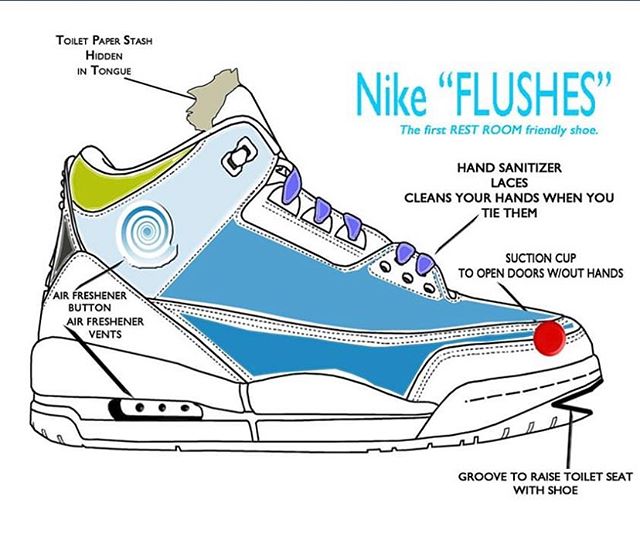 TOILET PAPER STASH
HIDDEN
IN TONGUE
Nike “FLUSHES”
The first REST ROOM friendly shoe.
HAND SANITIZER
LACES
CLEANS YOUR HANDS WHEN YOU
TIE THEM
SUCTION CUP
TO OPEN DOORS W/OUT HANDS
AIR FRESHENER
BUTTON
AIR FRESHENER
VENTS
GROOVE TO RAISE TOILET SEAT
WITH SHOE